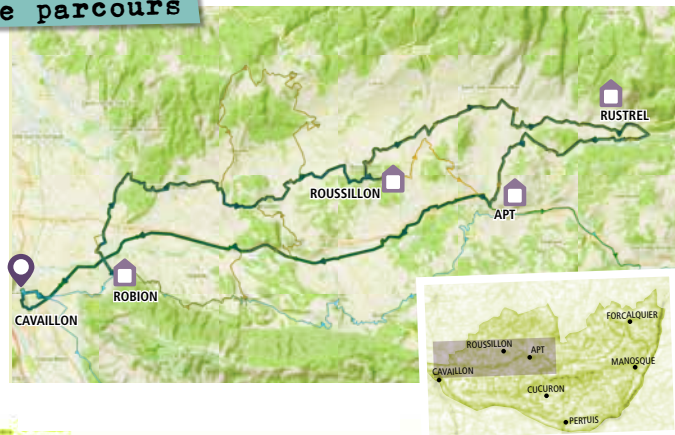 e parcours
RUSTREL
ROUSSILLON
APT
ROBION
CAVAILLON
FORCALQUIER
ROUSSILLON
APT
MANOSQUE
CAVAILLON
CUCURON
PERTUIS